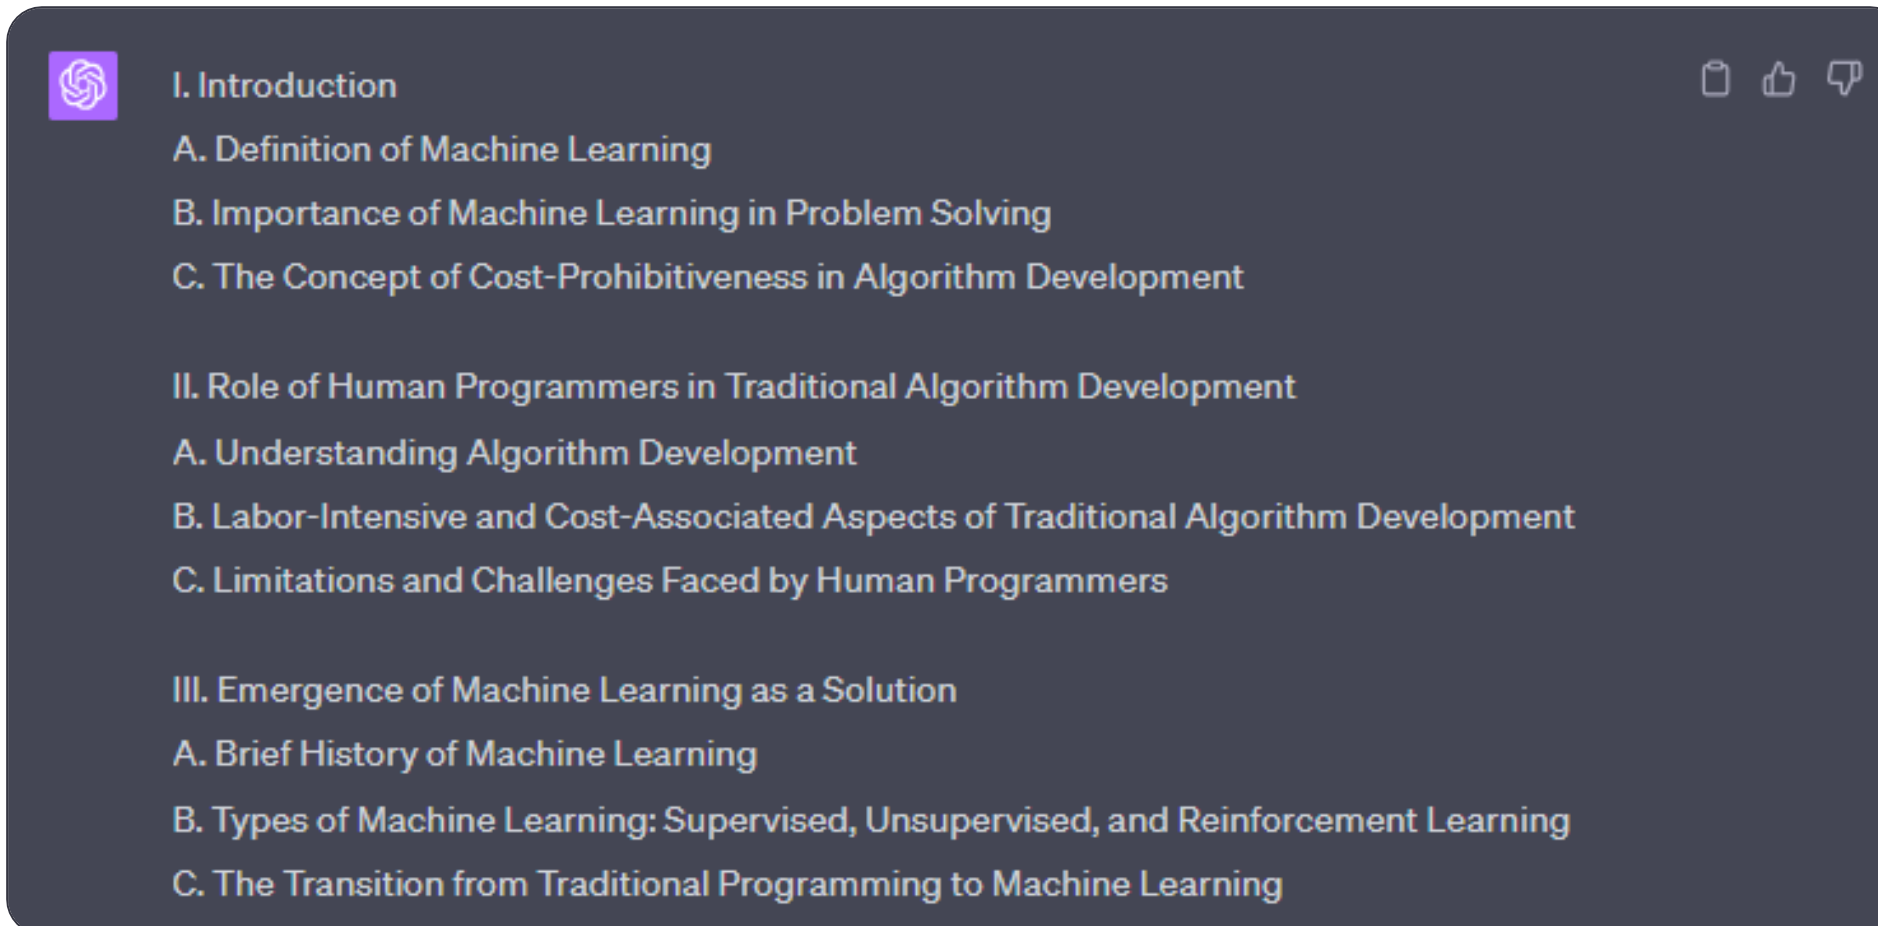 I. Introduction
A. Definition of Machine Learning
B. Importance of Machine Learning in Problem Solving
C. The Concept of Cost-Prohibitiveness in Algorithm Development
II. Role of Human Programmers in Traditional Algorithm Development
A. Understanding Algorithm Development
B. Labor-Intensive and Cost-Associated Aspects of Traditional Algorithm Development
C. Limitations and Challenges Faced by Human Programmers
III. Emergence of Machine Learning as a Solution
A. Brief History of Machine Learning
B. Types of Machine Learning: Supervised, Unsupervised, and Reinforcement Learning
C. The Transition from Traditional Programming to Machine Learning